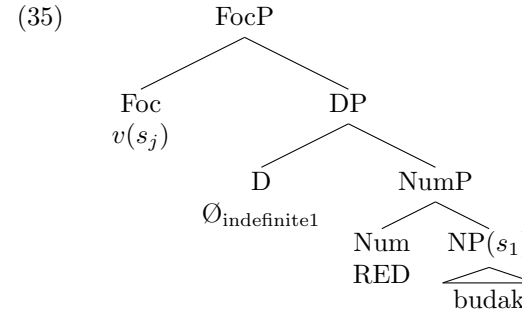 (35) FocP
Foc DP
v(s_j)
D NumP
Ø_indefinite1
Num NP(s_1
RED
budak